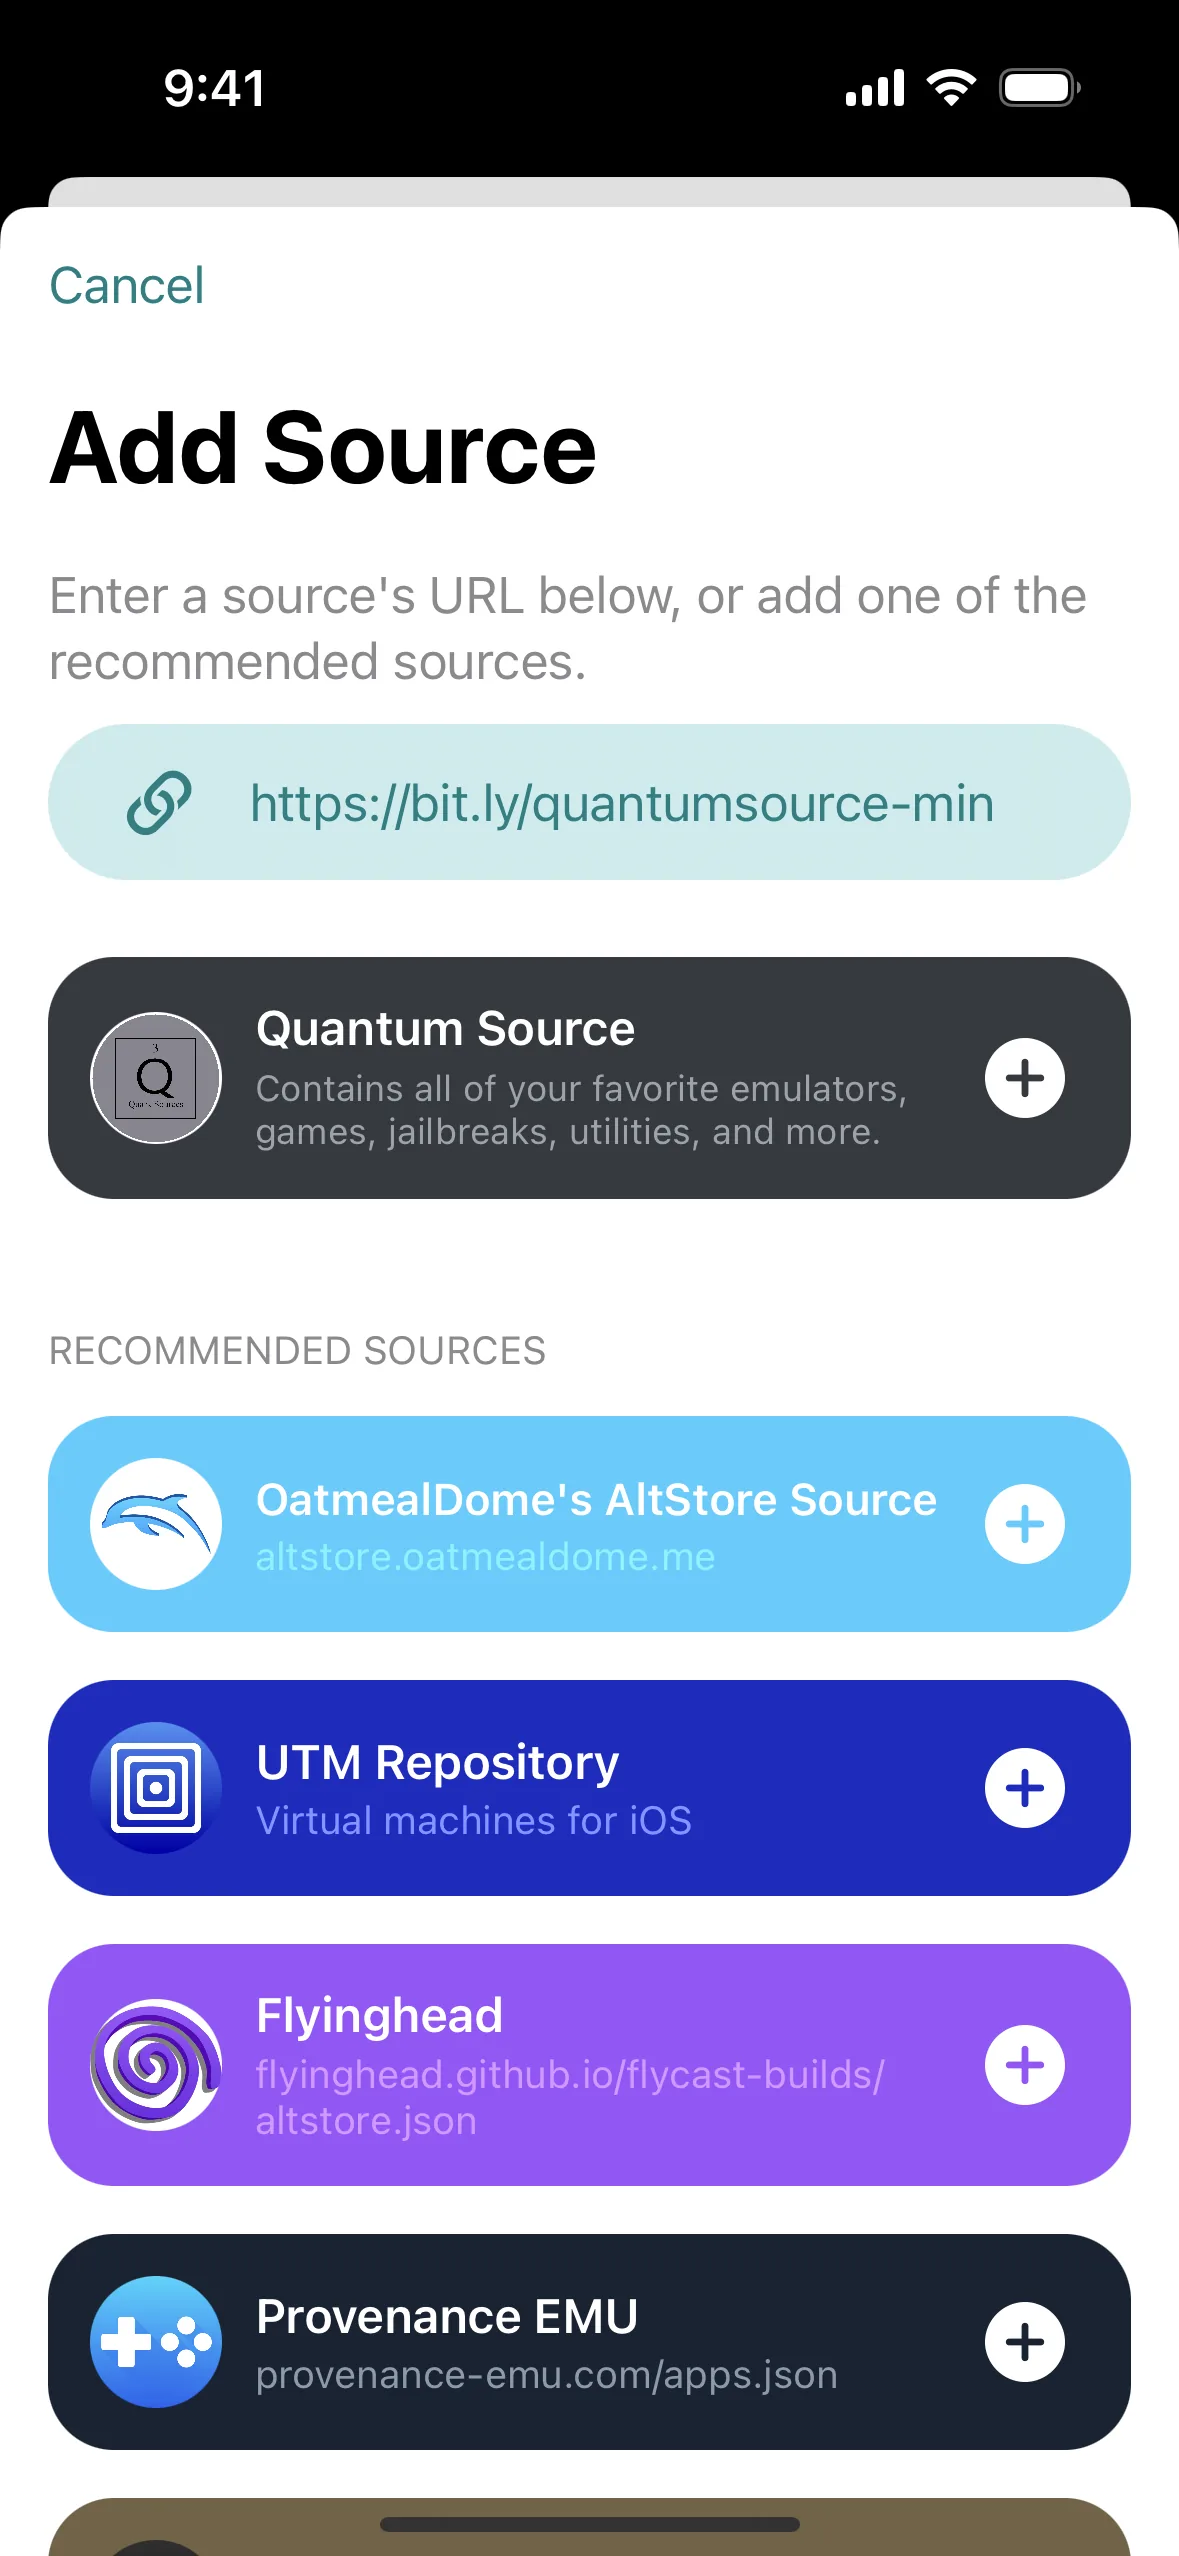 9:41
Cancel
Add Source
Enter a source's URL below, or add one of the
recommended sources.
https://bit.ly/quantumsource-min
3
Q
Quark Sources
Quantum Source
Contains all of your favorite emulators,
games, jailbreaks, utilities, and more.
RECOMMENDED SOURCES
OatmealDome's AltStore Source
altstore.oatmealdome.me
UTM Repository
Virtual machines for iOS
Flyinghead
flyinghead.github.io/flycast-builds/
altstore.json
Provenance EMU
provenance-emu.com/apps.json